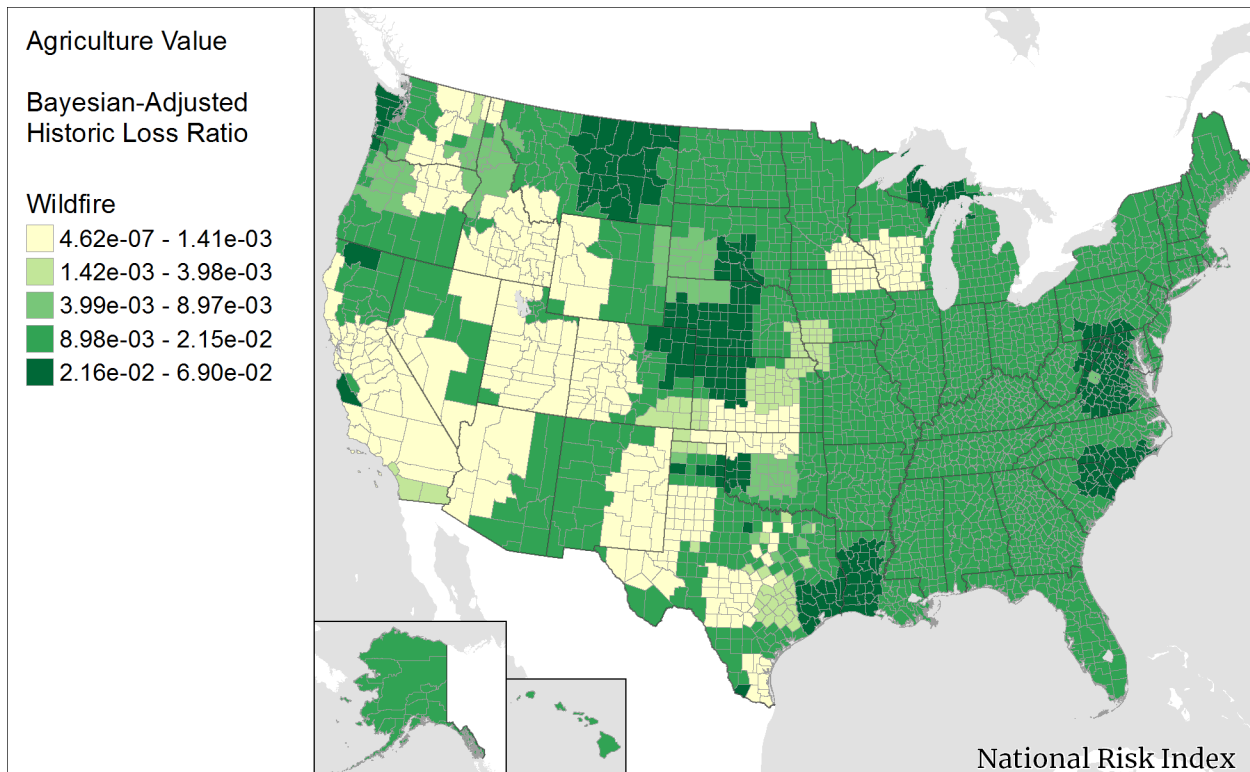 Agriculture Value
Bayesian-Adjusted
Historic Loss Ratio
Wildfire
4.62e-07 - 1.41e-03
1.42e-03 - 3.98e-03
3.99e-03 - 8.97e-03
8.98e-03 - 2.15e-02
2.16e-02 - 6.90e-02
National Risk Index